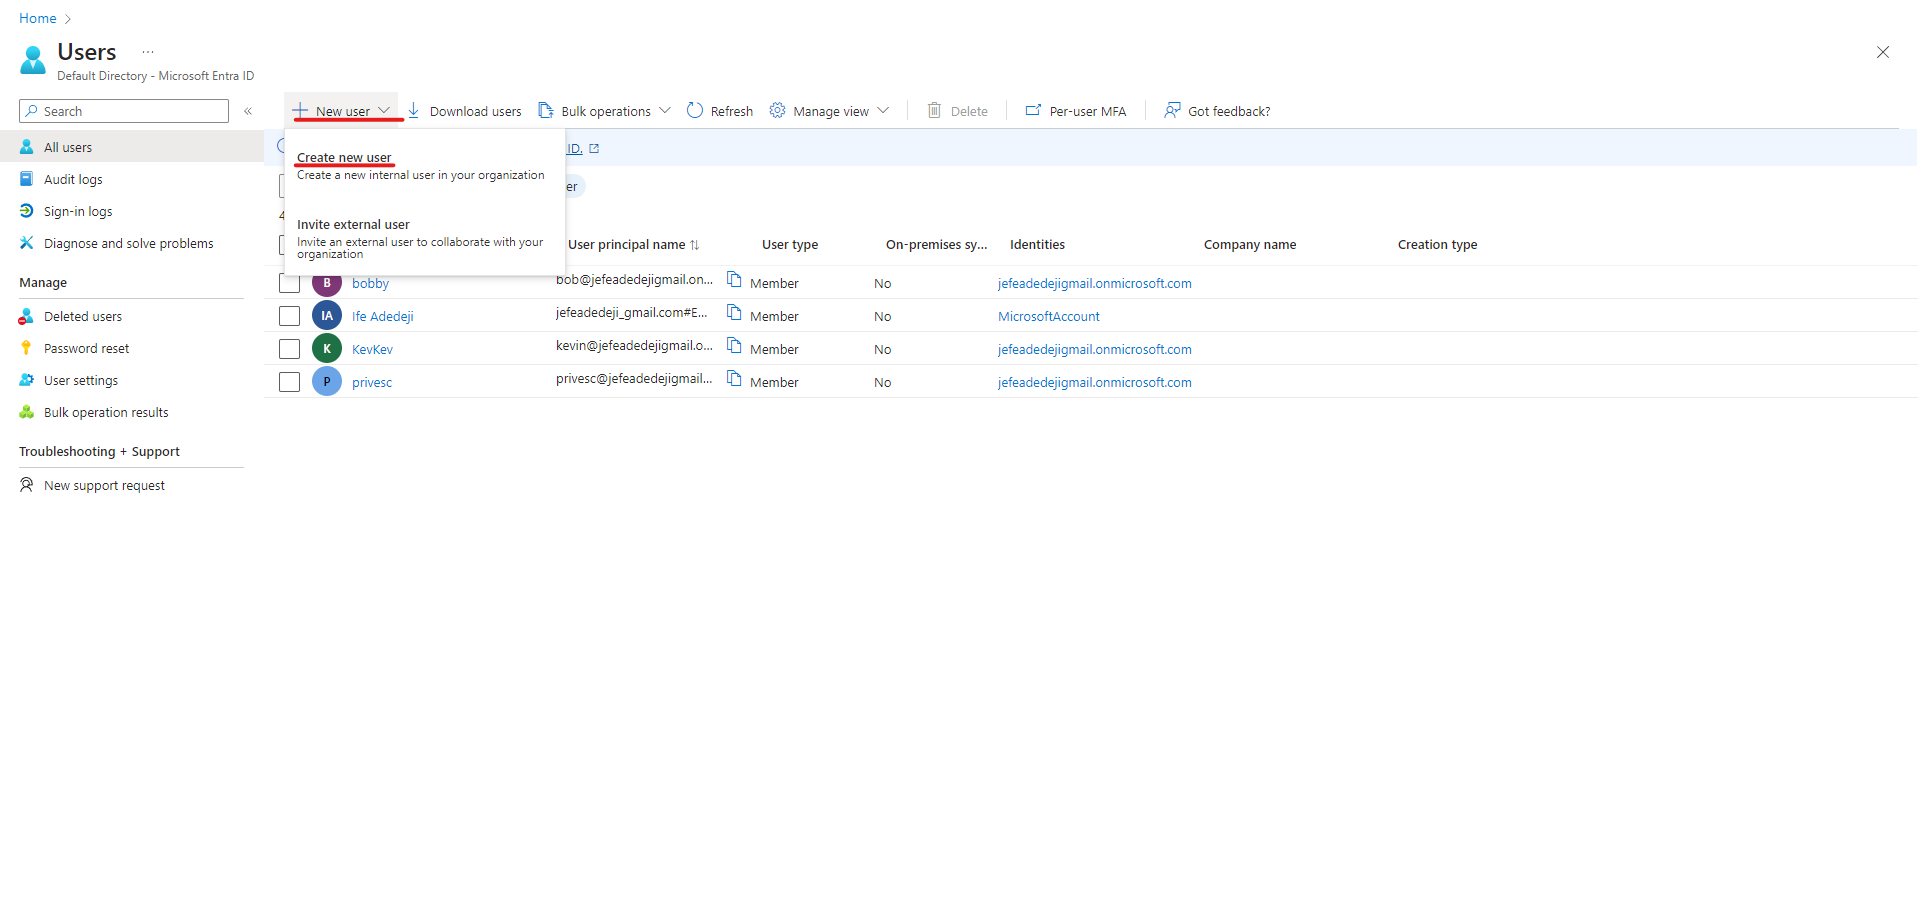 Home
Users
Default Directory - Microsoft Entra ID
Search
New user
Download users
Bulk operations
Refresh
Manage view
Delete
Per-user MFA
Got feedback?
All users
Audit logs
Sign-in logs
Diagnose and solve problems
Manage
Deleted users
Password reset
User settings
Bulk operation results
Troubleshooting + Support
New support request
Create new user
Create a new internal user in your organization
Invite external user
Invite an external user to collaborate with your
organization
ID.
User principal name User type On-premises sy... Identities Company name Creation type
B bobby bob@jefeadedejigmail.on... Member No jefeadedejigmail.onmicrosoft.com
IA Ife Adedeji jefeadedeji_gmail.com#E... Member No MicrosoftAccount
K KevKev kevin@jefeadedejigmail.o... Member No jefeadedejigmail.onmicrosoft.com
P privesc privesc@jefeadedejigmail... Member No jefeadedejigmail.onmicrosoft.com